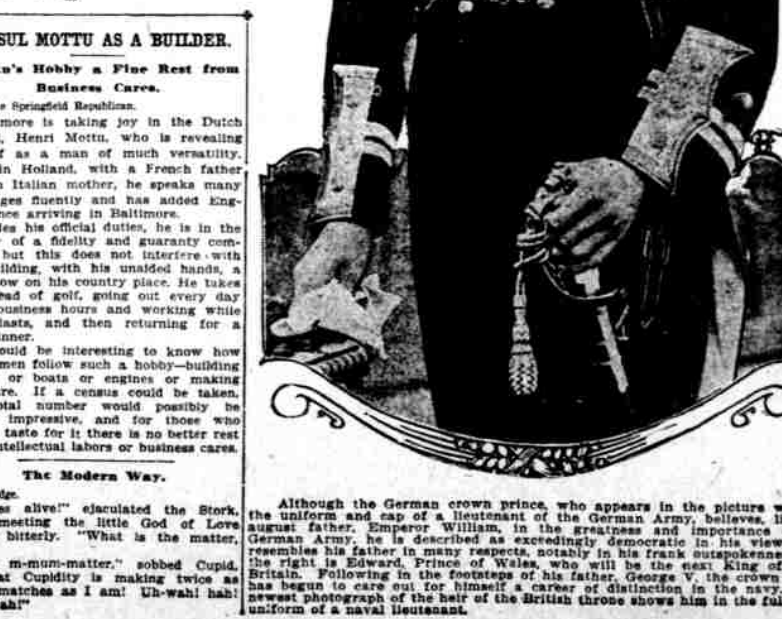 SUL MOTTU AS A BUILDER.
n's Hobby a Fine Rest from
Business Cares.
e Springfield Republican.
more is taking joy in the Dutch
, Henri Mottu, who is revealing
f as a man of much versatility.
in Holland, with a French father
n Italian mother, he speaks many
ges fluently and has added Eng-
nce arriving in Baltimore.
les his official duties, he is in the
of a fidelity and guaranty com-
but this does not interfere with
ilding, with his unaided hands, a
ow on his country place. He takes
ead of golf, going out every day
business hours and working while
lasts, and then returning for a
inner.
ould be interesting to know how
men follow such a hobby—building
or boats or engines or making
re. If a census could be taken,
otal number would possibly be
impressive, and for those who
taste for it there is no better rest
ntellectual labors or business cares.
The Modern Way.
dge.
es alive!" ejaculated the Stork,
meeting the little God of Love
bitterly. "What is the matter,
m-mum-matter," sobbed Cupid,
at Cupidity is making twice as
matches as I am! Uh-wah! hah!
ah!"
Although the German crown prince, who appears in the picture w
the uniform and cap of a lieutenant of the German Army, believes, l
august father, Emperor William, in the greatness and importance
German Army, he is described as exceedingly democratic in his view
resembles his father in many respects, notably in his frank outspokenne
the right is Edward, Prince of Wales, who will be the next King of
Britain. Following in the footsteps of his father, George V, the crown
has begun to care out for himself a career of distinction in the navy.
newest photograph of the heir of the British throne shows him in the ful
uniform of a naval lieutenant.